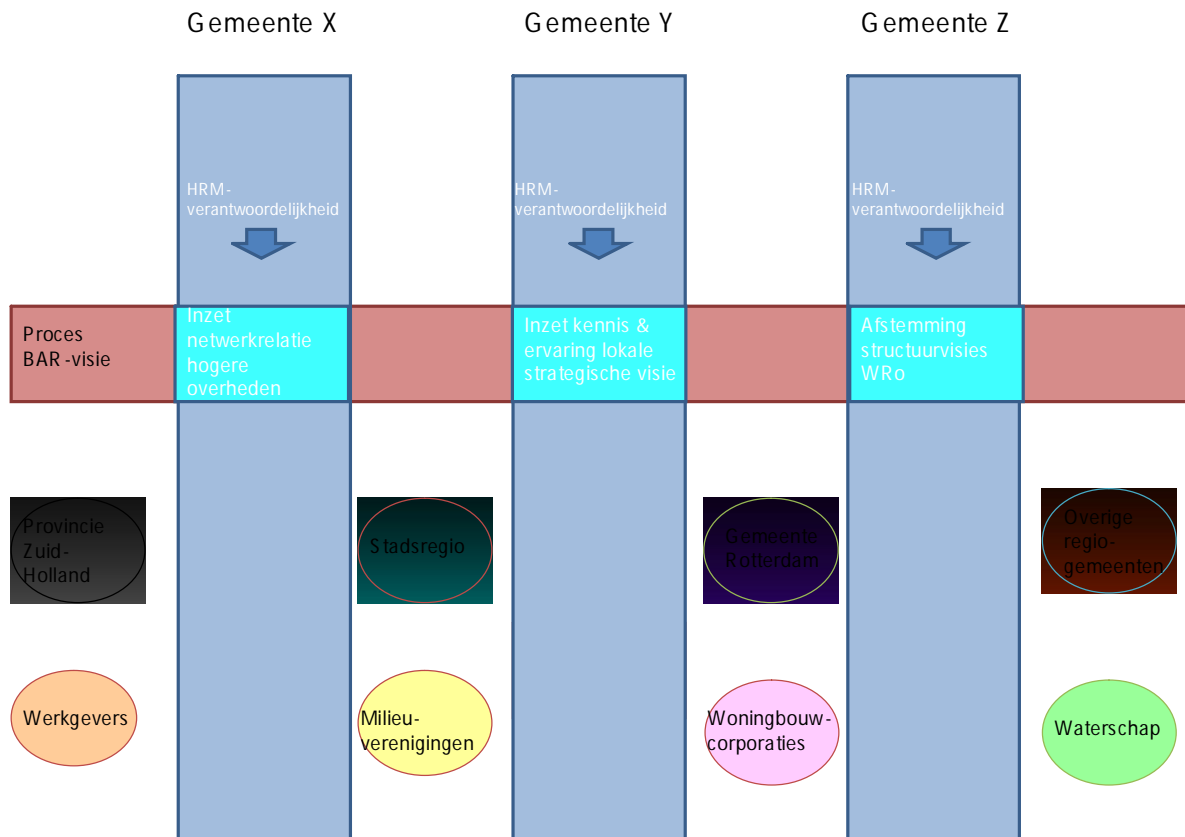 Gemeente X
Gemeente Y
Gemeente Z
HRM-
verantwoordelijkheid
HRM-
verantwoordelijkheid
HRM-
verantwoordelijkheid
Proces
BAR-visie
Inzet
netwerkrelatie
hogere
overheden
Inzet kennis &
ervaring lokale
strategische visie
Afstemming
structuurvisies
WRo
Provincie
Zuid-
Holland
Stadsregio
Gemeente
Rotterdam
Overige
regio-
gemeenten
Werkgevers
Milieu-
verenigingen
Woningbouw-
corporaties
Waterschap